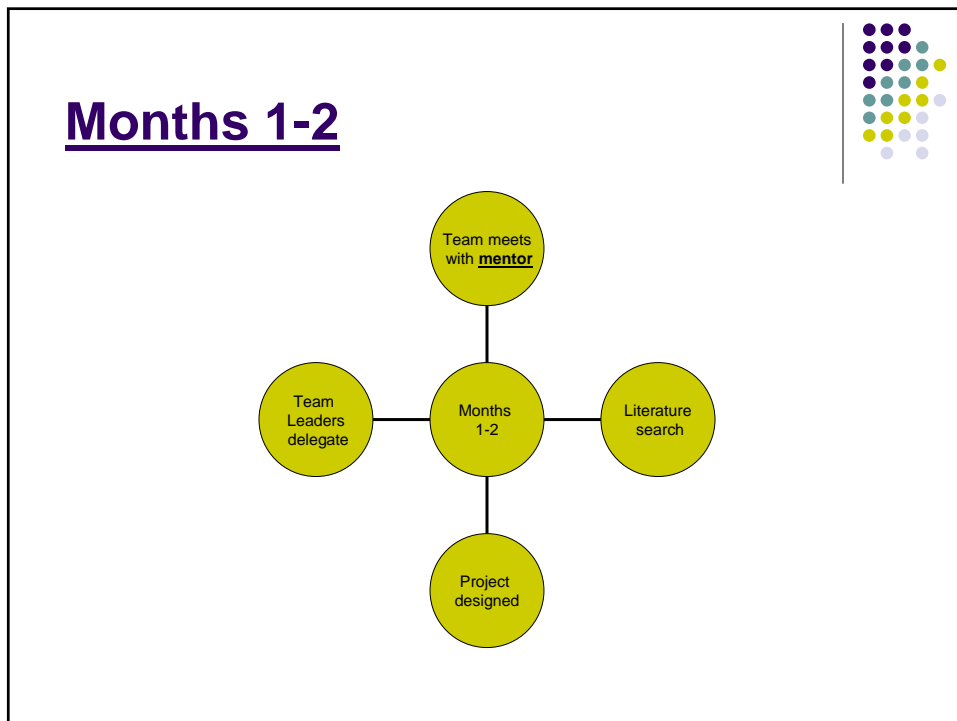 Months 1-2
Team meets
with mentor
Team
Leaders
delegate
Months
1-2
Literature
search
Project
designed